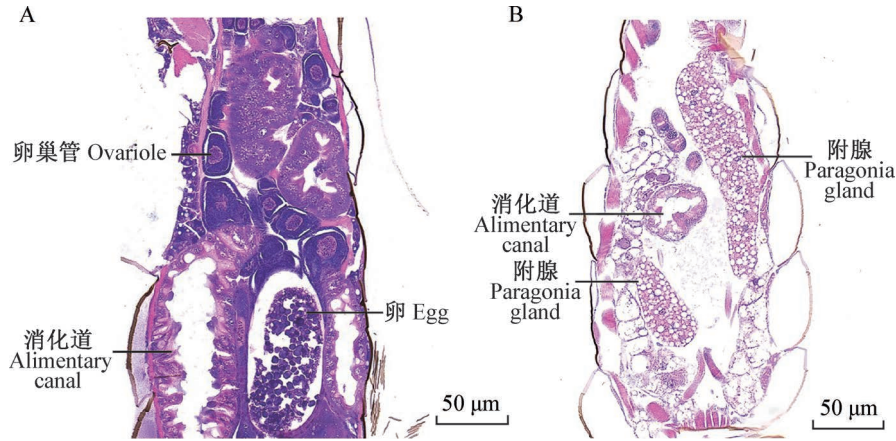 A
卵巢管 Ovariole
消化道
Alimentary
canal
卵 Egg
50 μm
B
附腺
Paragonia
gland
消化道
Alimentary
canal
附腺
Paragonia
gland
50 μm